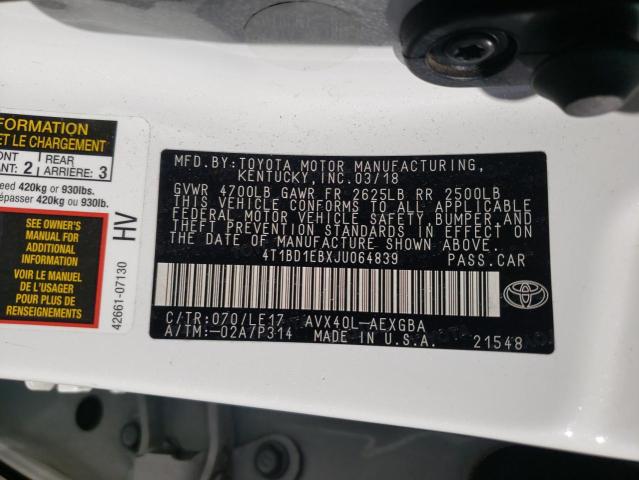 FORMATION
ET LE CHARGEMENT
2
REAR
ARRIÈRE: 3
eed 420kg or 930lbs.
épasser 420kg ou 930lb.
SEE OWNER'S
MANUAL FOR
ADDITIONAL
INFORMATION
VOIR LE MANUEL
DE L'USAGER
POUR PLUS DE
RENSEIGNEMENTS
HV
42661-07130
MFD. BY: TOYOTA MOTOR MANUFACTURING,
KENTUCKY, INC. 03/18
GVWR 4700LB GAWR FR 2625LB RR 2500LB
THIS VEHICLE CONFORMS TO ALL APPLICABLE
FEDERAL MOTOR VEHICLE SAFETY, BUMPER, AND
THEFT PREVENTION STANDARDS IN EFFECT ON
THE DATE OF MANUFACTURE SHOWN ABOVE.
4T1BD1EBXJU064839 PASS.CAR
C/TR:070/LF17 AVX40L-AEXGBA
A/TM:-02A7P314 MADE IN U.S.A. 21548